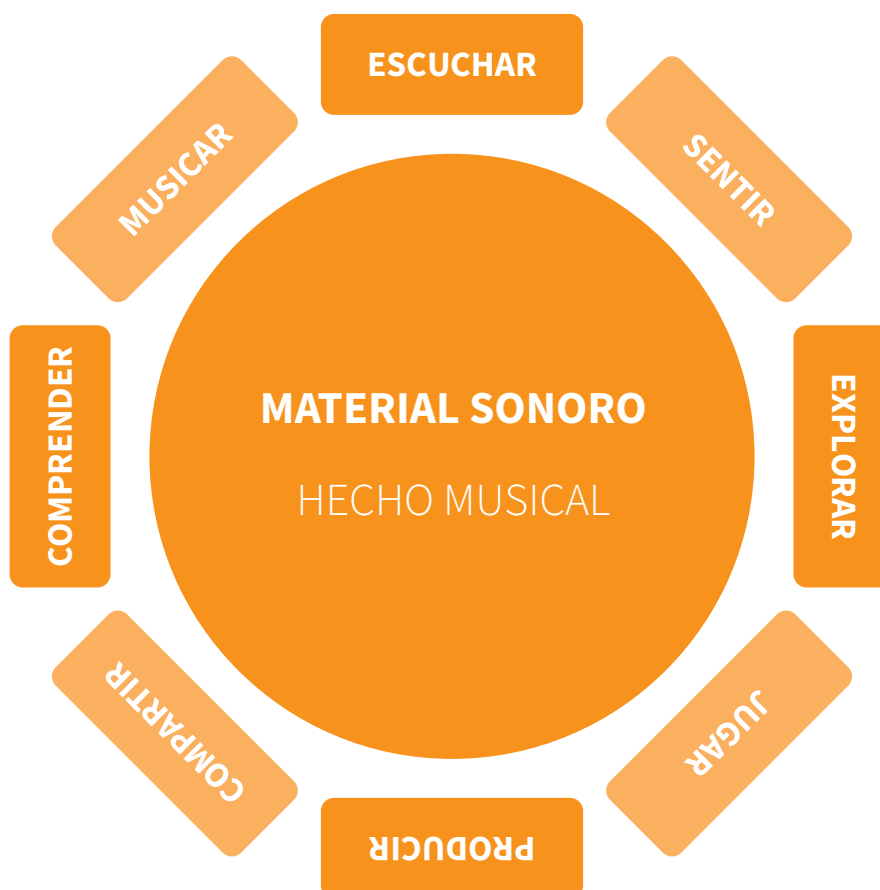 ESCUCHAR
SENTIR
EXPLORAR
JUGAR
PRODUCIR
COMPARTIR
COMPRENDER
MUSICAR
MATERIAL SONORO
HECHO MUSICAL